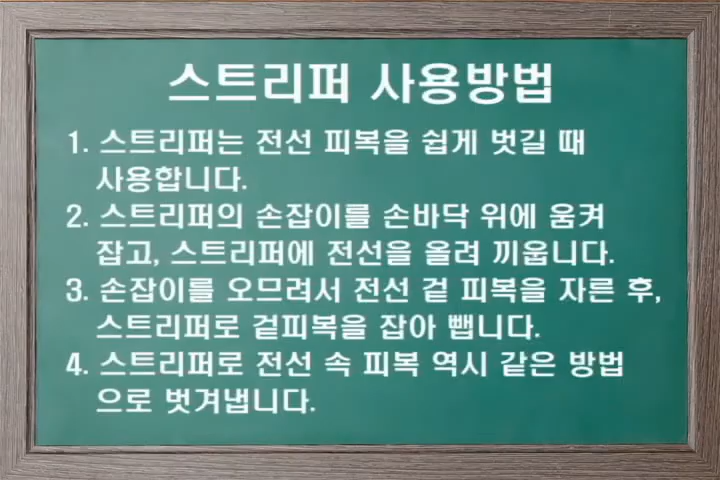 스트리퍼 사용방법
1. 스트리퍼는 전선 피복을 쉽게 벗길 때
사용합니다.
2. 스트리퍼의 손잡이를 손바닥 위에 움켜
잡고, 스트리퍼에 전선을 올려 끼웁니다.
3. 손잡이를 오므려서 전선 겉 피복을 자른 후,
스트리퍼로 겉피복을 잡아 뺍니다.
4. 스트리퍼로 전선 속 피복 역시 같은 방법
으로 벗겨냅니다.